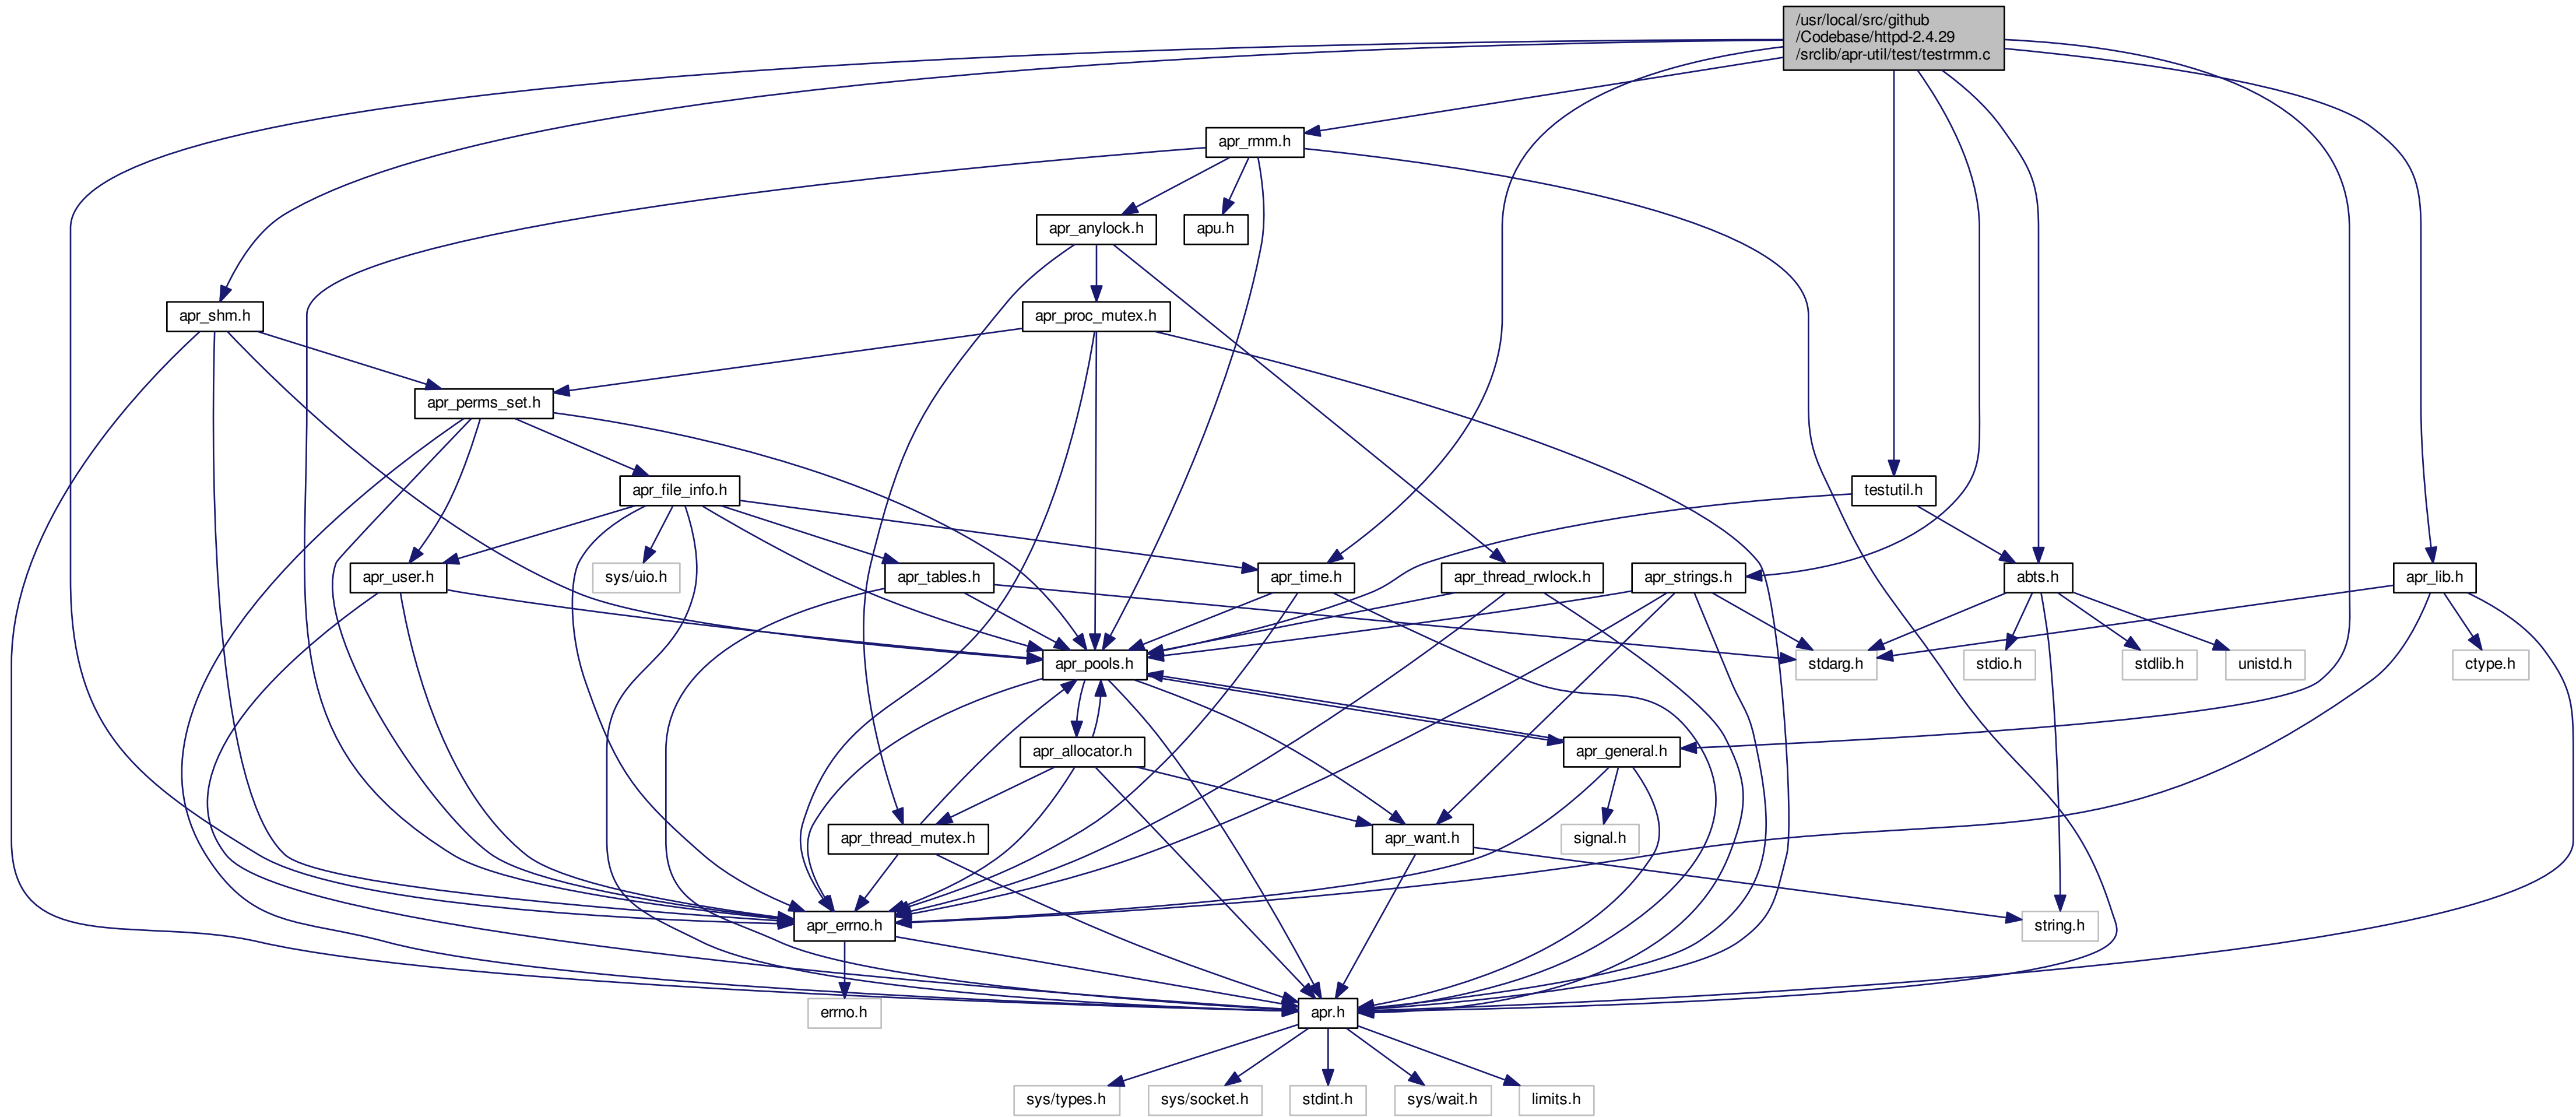 /usr/local/src/github
/Codebase/httpd-2.4.29
/srclib/apr-util/test/testrmm.c
apr_rmm.h
apr_anylock.h
apu.h
apr_shm.h
apr_proc_mutex.h
apr_perms_set.h
apr_file_info.h
testutil.h
apr_user.h
sys/uio.h
apr_tables.h
apr_time.h
apr_thread_rwlock.h
apr_strings.h
abts.h
apr_lib.h
apr_pools.h
stdarg.h
stdio.h
stdlib.h
unistd.h
ctype.h
apr_allocator.h
apr_general.h
apr_thread_mutex.h
apr_want.h
signal.h
apr_errno.h
string.h
errno.h
apr.h
sys/types.h
sys/socket.h
stdint.h
sys/wait.h
limits.h